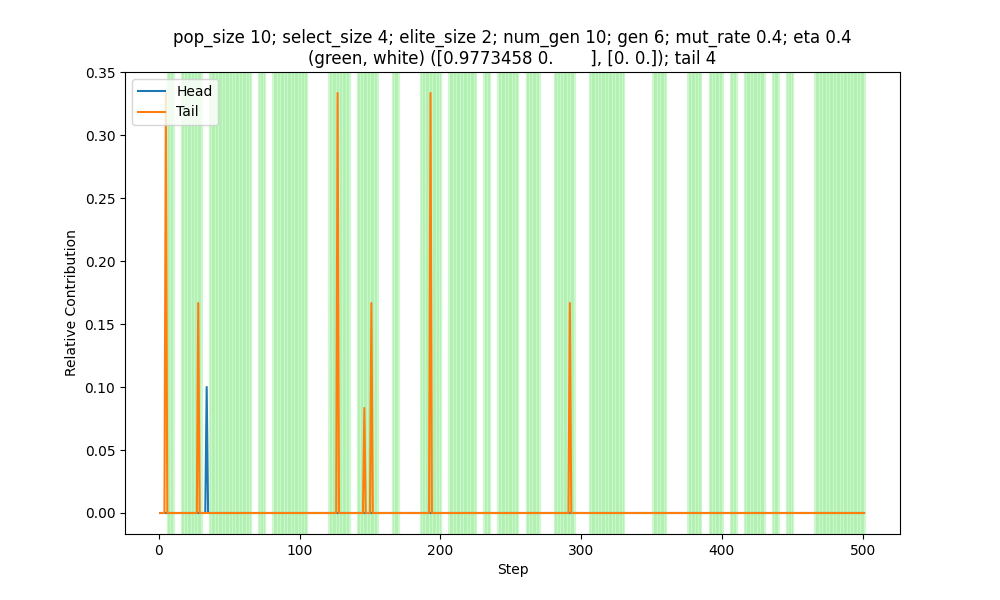 pop_size 10; select_size 4; elite_size 2; num_gen 10; gen 6; mut_rate 0.4; eta 0.4
(green, white) ([0.9773458 0.        ], [0. 0.]); tail 4
Head
Tail
0.35
0.30
0.25
0.20
0.15
0.10
0.05
0.00
Relative Contribution
0 100 200 300 400 500
Step